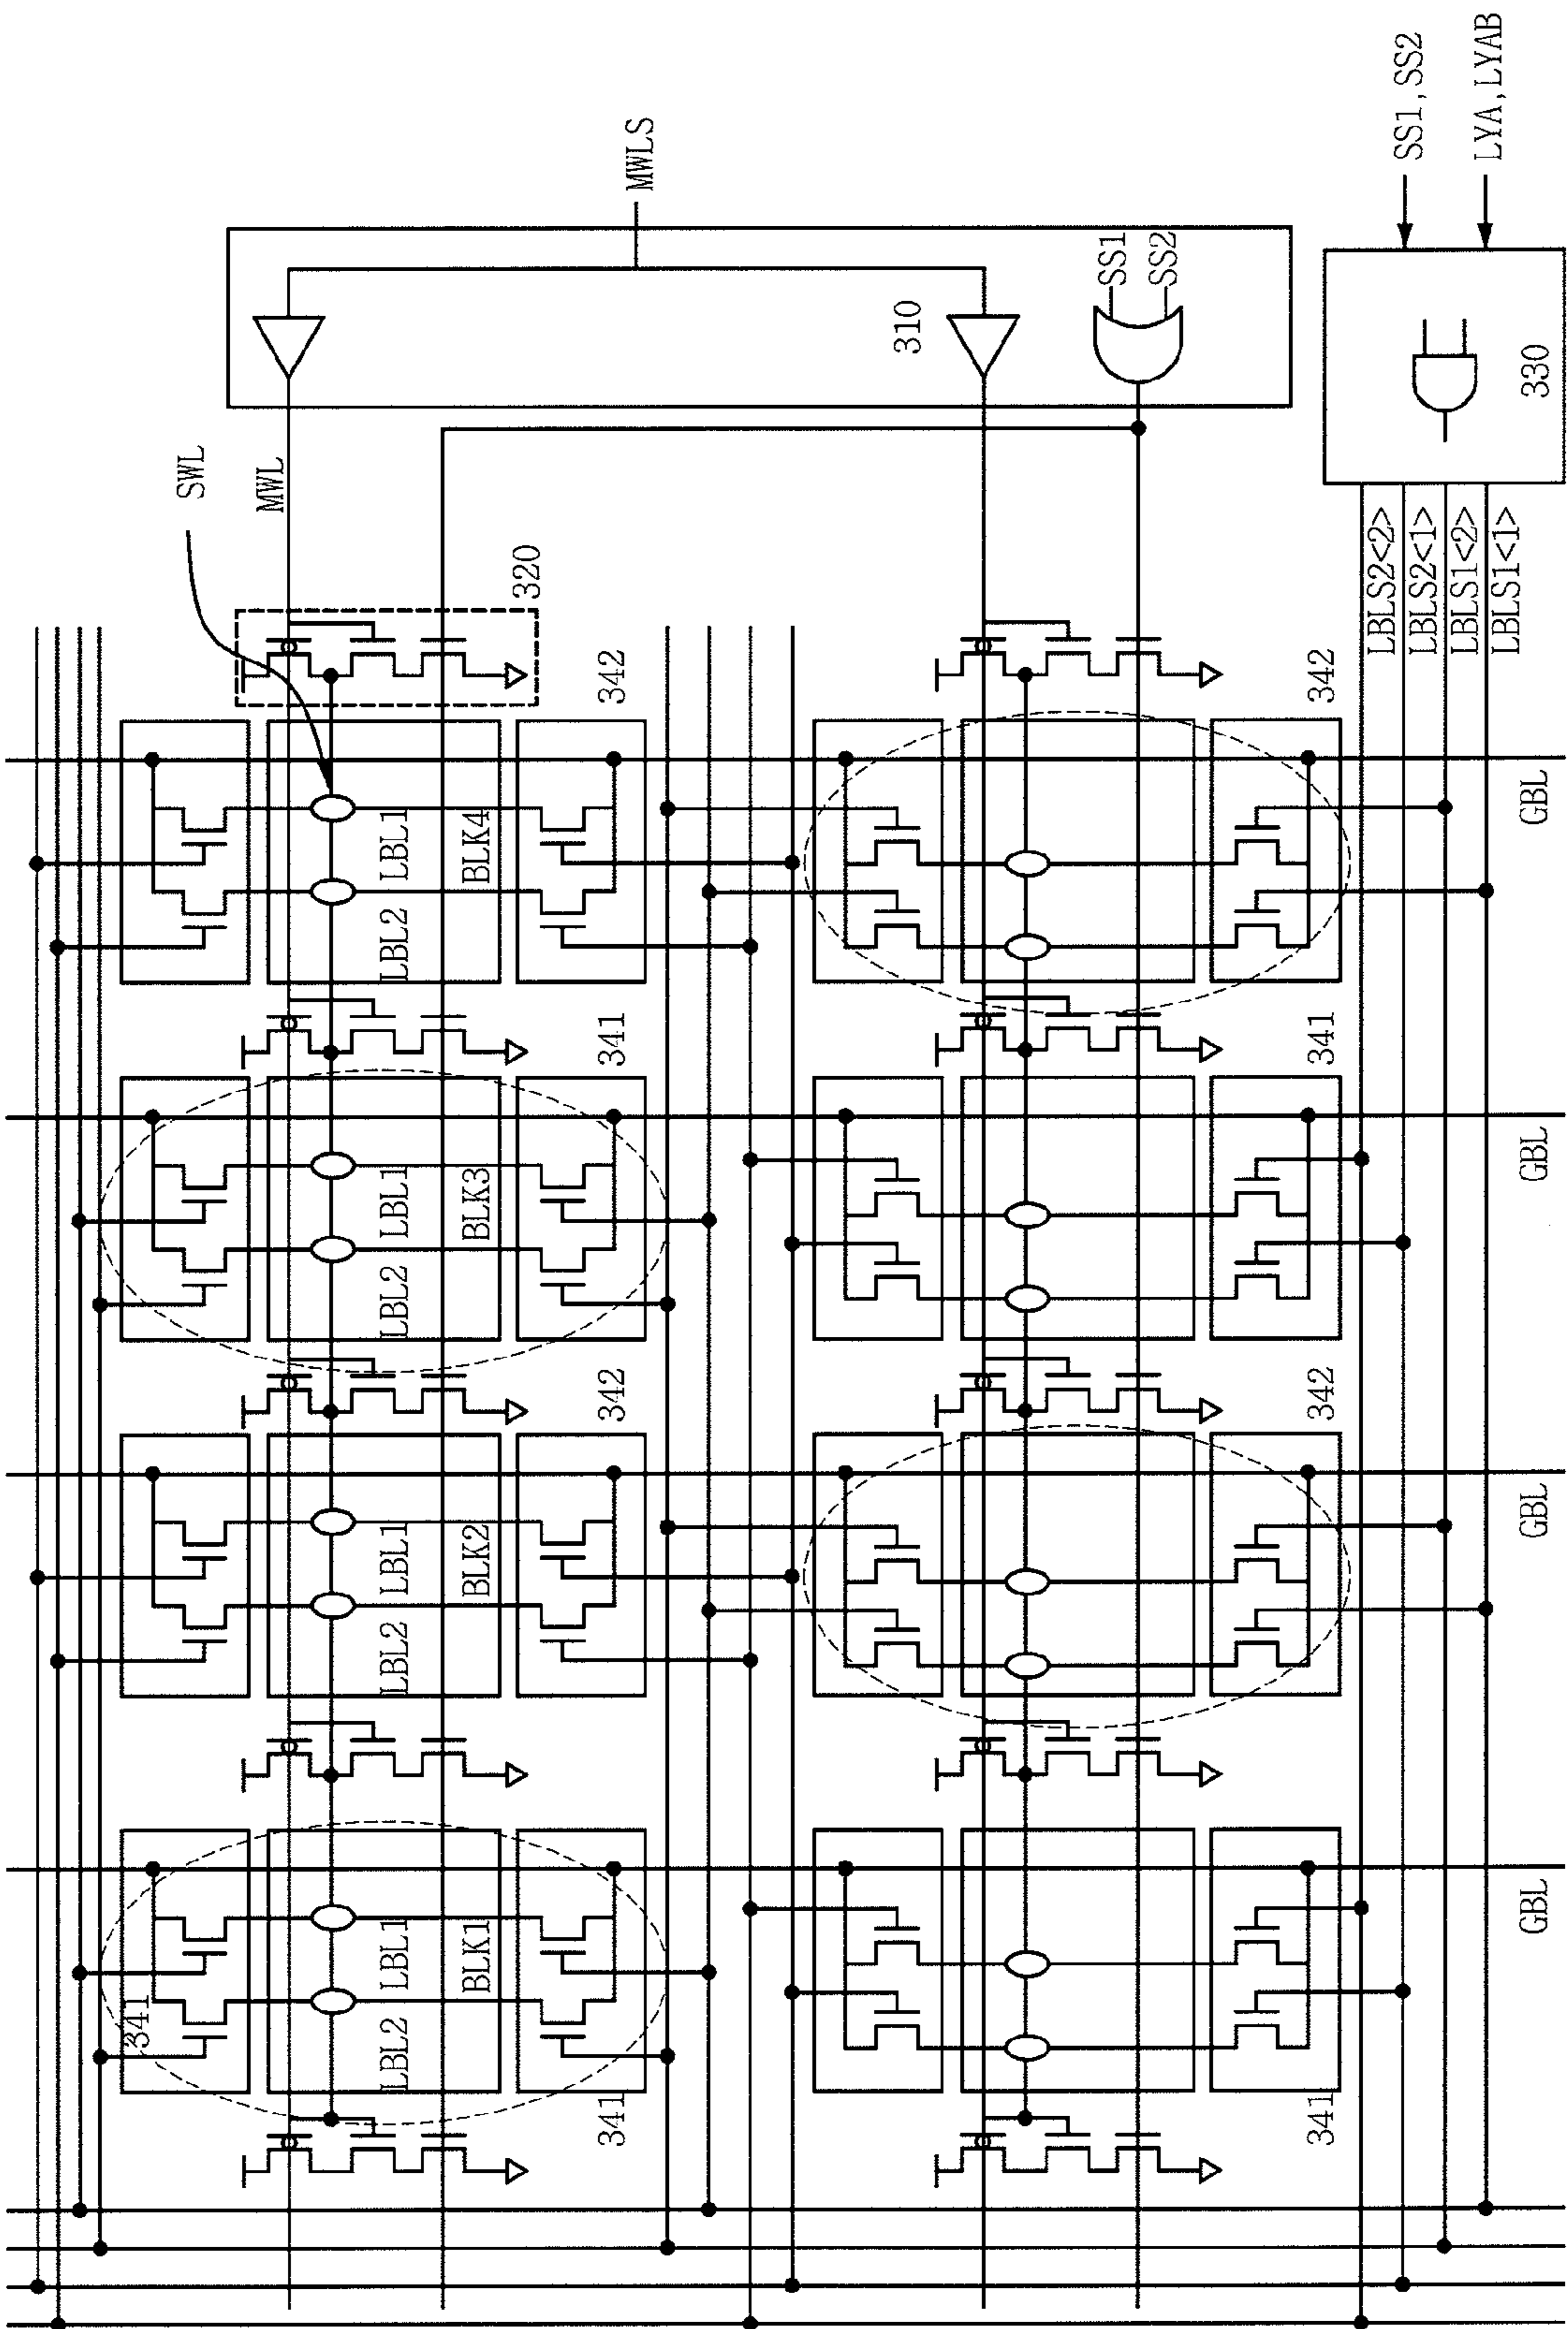 SS1,SS2
LYA,LYAB
MWLS
SS1
SS2
310
330
SWL
MWL
320
LBLS2<2>
LBLS2<1>
LBLS1<2>
LBLS1<1>
342
342
LBL1
BLK4
LBL2
GBL
341
341
LBL1
BLK3
LBL2
GBL
342
342
LBL1
BLK2
LBL2
GBL
341
LBL1
BLK1
LBL2
GBL
341
341